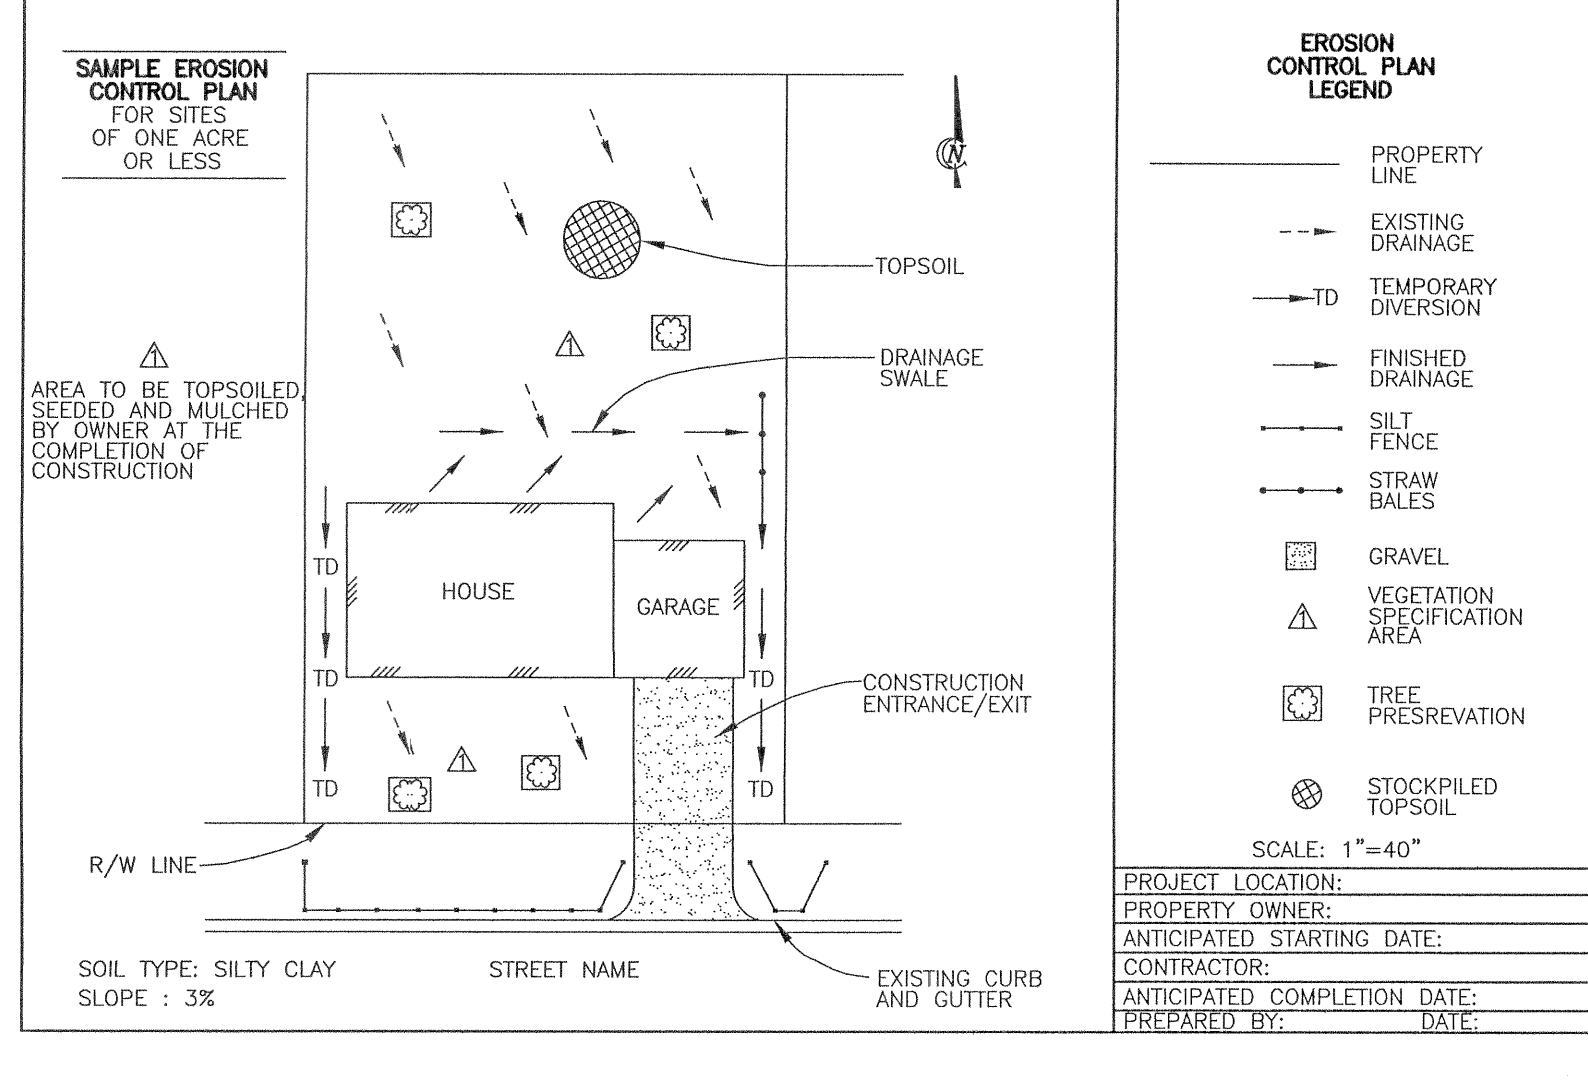 SAMPLE EROSION
CONTROL PLAN
FOR SITES
OF ONE ACRE
OR LESS
N
TOPSOIL
1
1
AREA TO BE TOPSOILED,
SEEDED AND MULCHED
BY OWNER AT THE
COMPLETION OF
CONSTRUCTION
DRAINAGE
SWALE
TD
HOUSE
GARAGE
TD
TD
CONSTRUCTION
ENTRANCE/EXIT
1
TD
TD
R/W LINE
SOIL TYPE: SILTY CLAY
SLOPE : 3%
STREET NAME
EXISTING CURB
AND GUTTER
EROSION
CONTROL PLAN
LEGEND
PROPERTY
LINE
EXISTING
DRAINAGE
TD
TEMPORARY
DIVERSION
FINISHED
DRAINAGE
SILT
FENCE
STRAW
BALES
GRAVEL
1
VEGETATION
SPECIFICATION
AREA
TREE
PRESREVATION
STOCKPILED
TOPSOIL
SCALE: 1"=40"
PROJECT LOCATION:
PROPERTY OWNER:
ANTICIPATED STARTING DATE:
CONTRACTOR:
ANTICIPATED COMPLETION DATE:
PREPARED BY: DATE: